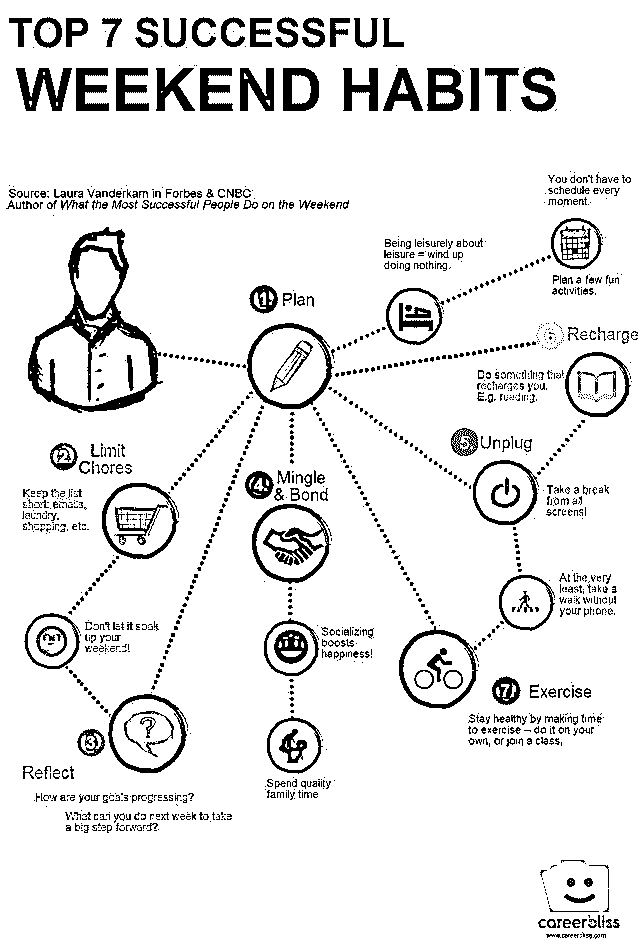 TOP 7 SUCCESSFUL
WEEKEND HABITS
Source: Laura Vanderkam in Forbes & CNBC
Author of What the Most Successful People Do on the Weekend
You don't have to
schedule every
moment.
Plan a few fun
activities.
Being leisurely about
leisure = wind up
doing nothing.
1 Plan
6 Recharge
Do something that
recharges you.
E.g. reading.
5 Unplug
Take a break
from all
screens!
At the very
least, take a
walk without
your phone.
2 Limit
Chores
Keep the list
short: emails,
laundry,
shopping, etc.
Don't let it soak
up your
weekend!
4 Mingle
& Bond
Socializing
boosts
happiness!
Spend quality
family time
7 Exercise
Stay healthy by making time
to exercise – do it on your
own, or join a class.
3
?
Reflect
How are your goals progressing?
What can you do next week to take
a big step forward?
careerbliss
www.careerbliss.com